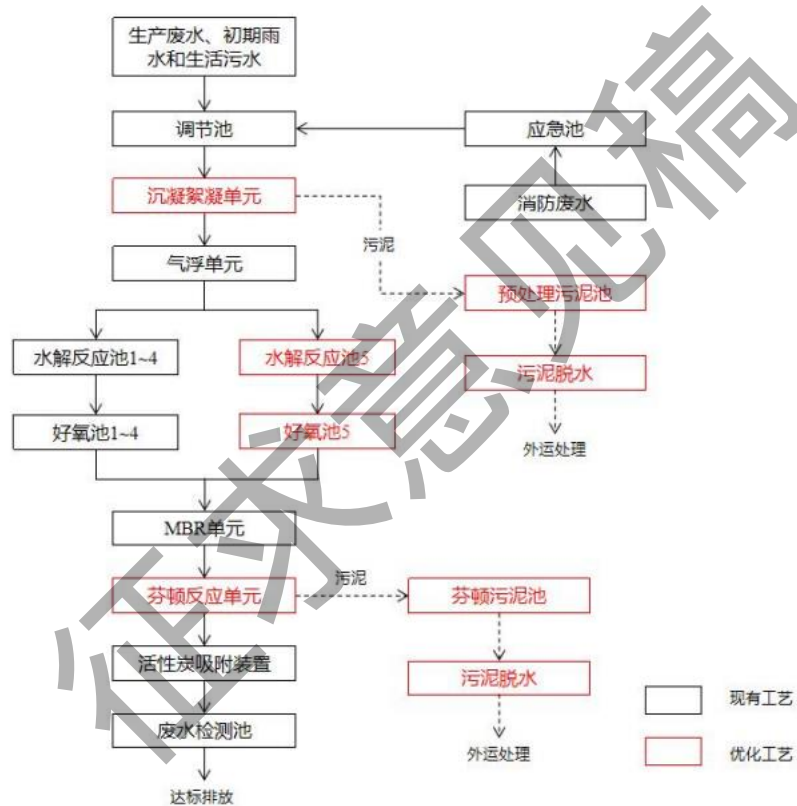 生产废水、初期雨
水和生活污水
调节池
应急池
沉凝絮凝单元
消防废水
污泥
气浮单元
预处理污泥池
水解反应池1~4
水解反应池5
污泥脱水
好氧池1~4
好氧池5
外运处理
MBR单元
芬顿反应单元
污泥
芬顿污泥池
活性炭吸附装置
污泥脱水
现有工艺
废水检测池
外运处理
优化工艺
达标排放
征求意见稿